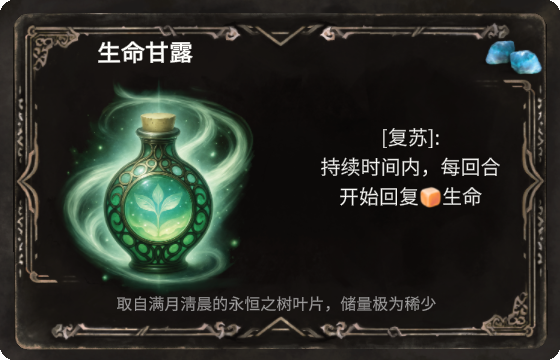 生命甘露
[复苏]:
持续时间内，每回合
开始回复生命
取自满月清晨的永恒之树叶片，储量极为稀少